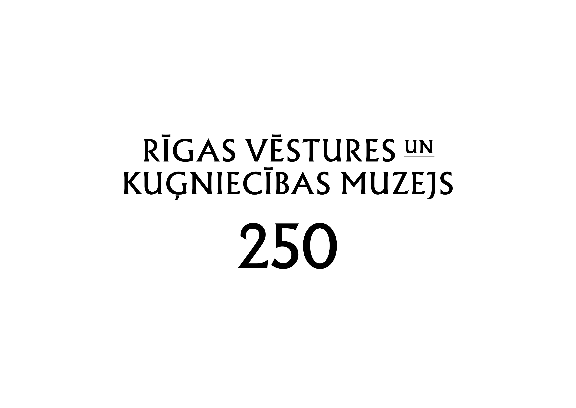 RĪGAS VĒSTURES UN
KUĢNIECĪBAS MUZEJS
250